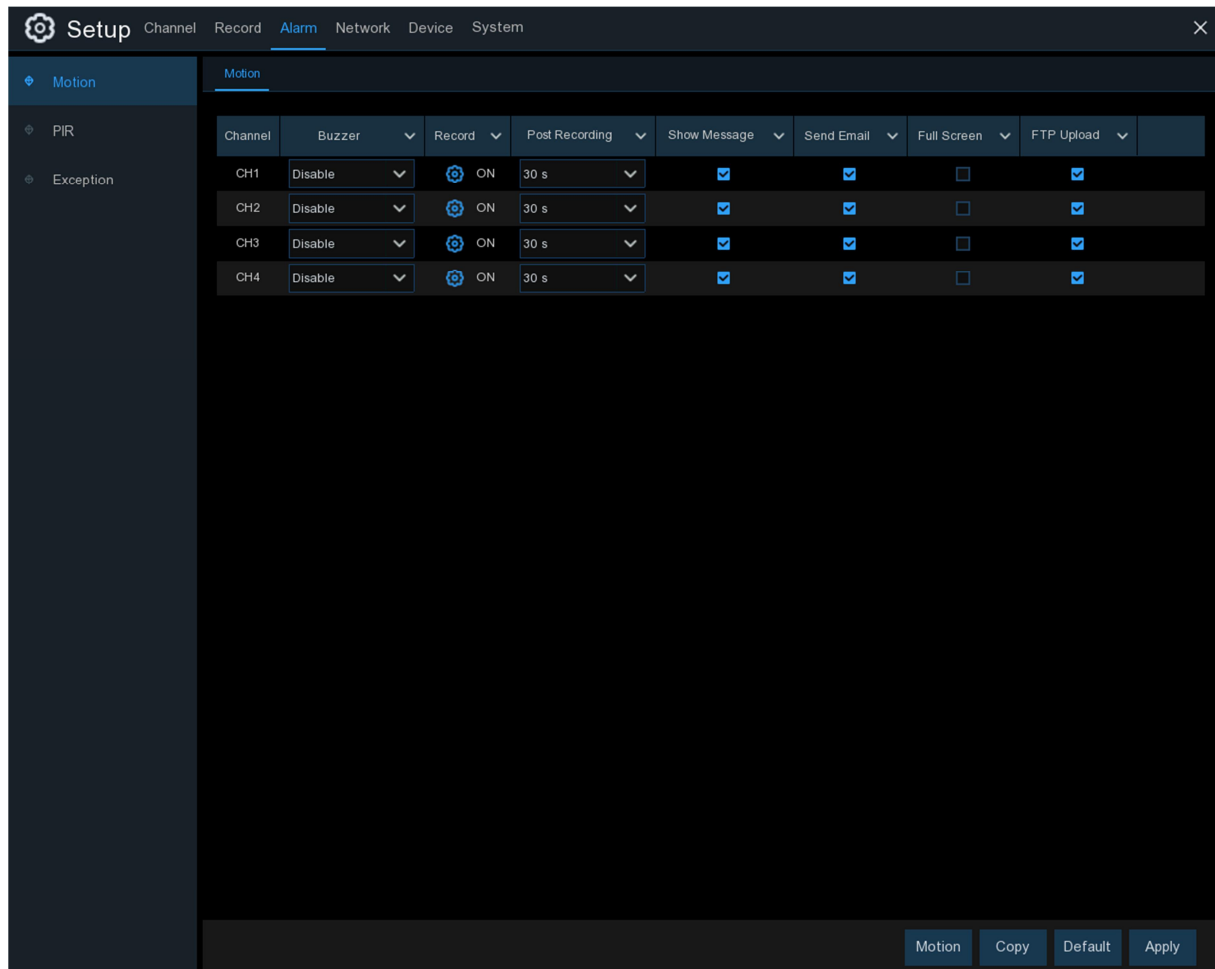 Setup Channel Record Alarm Network Device System
Motion
Motion
PIR
Exception
Channel Buzzer Record Post Recording Show Message Send Email Full Screen FTP Upload
CH1 Disable ON 30 s
CH2 Disable ON 30 s
CH3 Disable ON 30 s
CH4 Disable ON 30 s
Motion Copy Default Apply